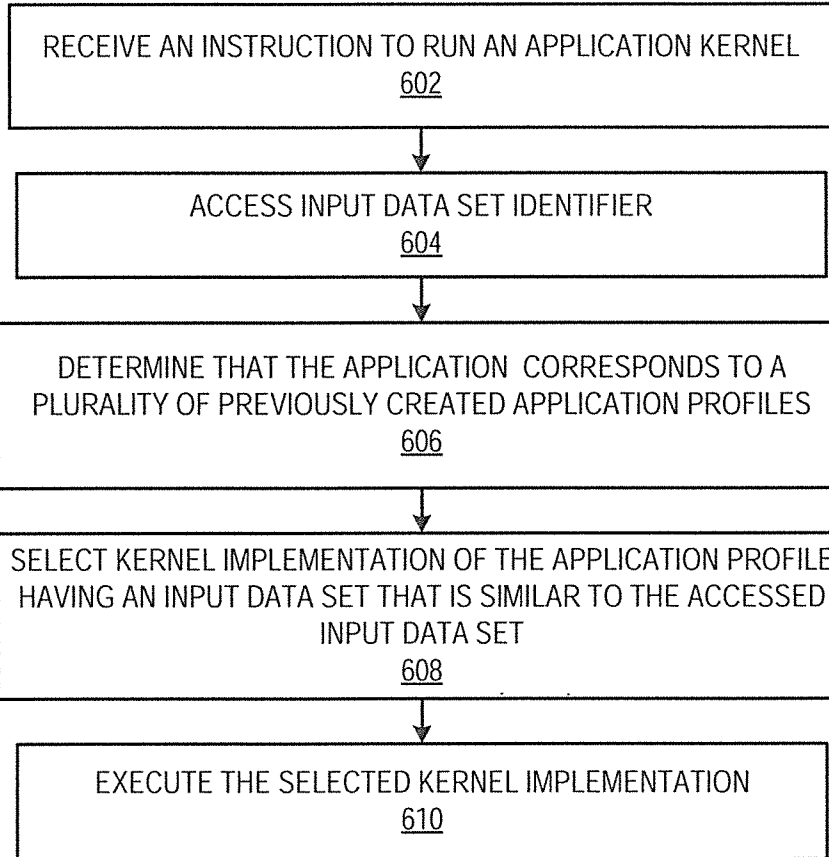 RECEIVE AN INSTRUCTION TO RUN AN APPLICATION KERNEL
602
ACCESS INPUT DATA SET IDENTIFIER
604
DETERMINE THAT THE APPLICATION CORRESPONDS TO A
PLURALITY OF PREVIOUSLY CREATED APPLICATION PROFILES
606
SELECT KERNEL IMPLEMENTATION OF THE APPLICATION PROFILE
HAVING AN INPUT DATA SET THAT IS SIMILAR TO THE ACCESSED
INPUT DATA SET
608
EXECUTE THE SELECTED KERNEL IMPLEMENTATION
610